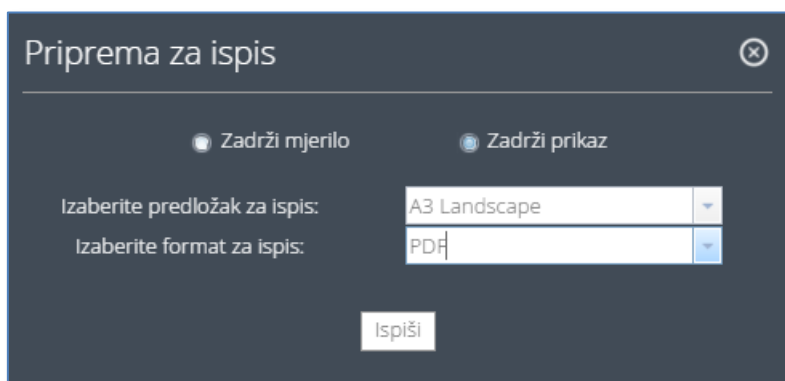 Priprema za ispis
Zadrži mjerilo Zadrži prikaz
Izaberite predložak za ispis: A3 Landscape
Izaberite format za ispis: PDF
Ispiši